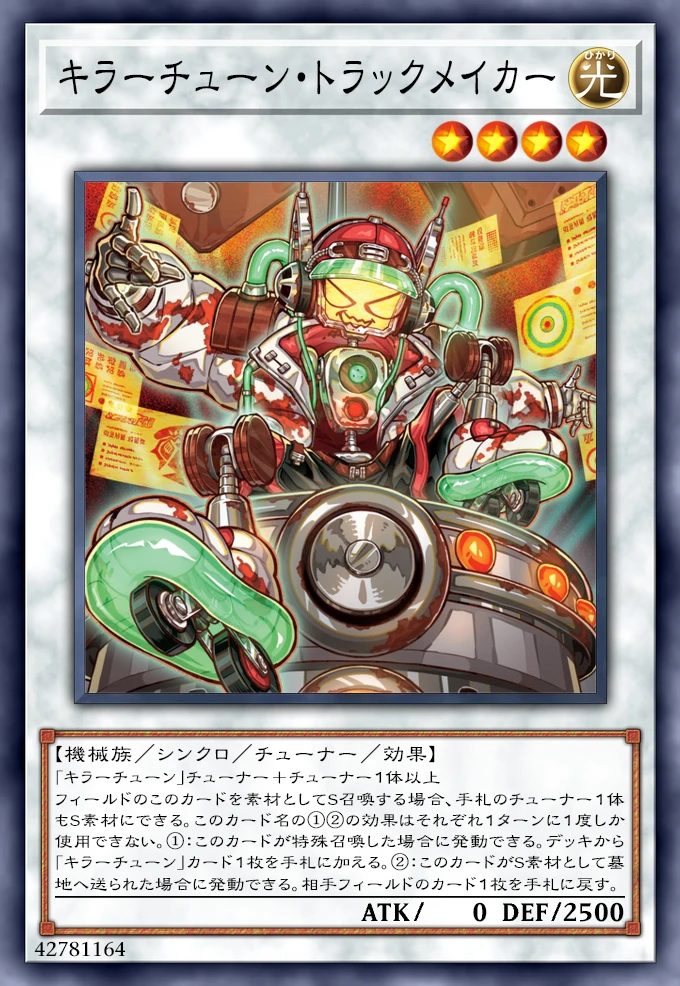 キラーチューン・トラックメイカー
ひかり
光
【機械族／シンクロ／チューナー／効果】
「キラーチューン」チューナー＋チューナー１体以上
フィールドのこのカードを素材としてS召喚する場合、手札のチューナー１体
もS素材にできる。このカード名の①②の効果はそれぞれ１ターンに１度しか
使用できない。①：このカードが特殊召喚した場合に発動できる。デッキから
「キラーチューン」カード１枚を手札に加える。②：このカードがS素材として墓
地へ送られた場合に発動できる。相手フィールドのカード１枚を手札に戻す。
ATK/ 0 DEF/2500
42781164